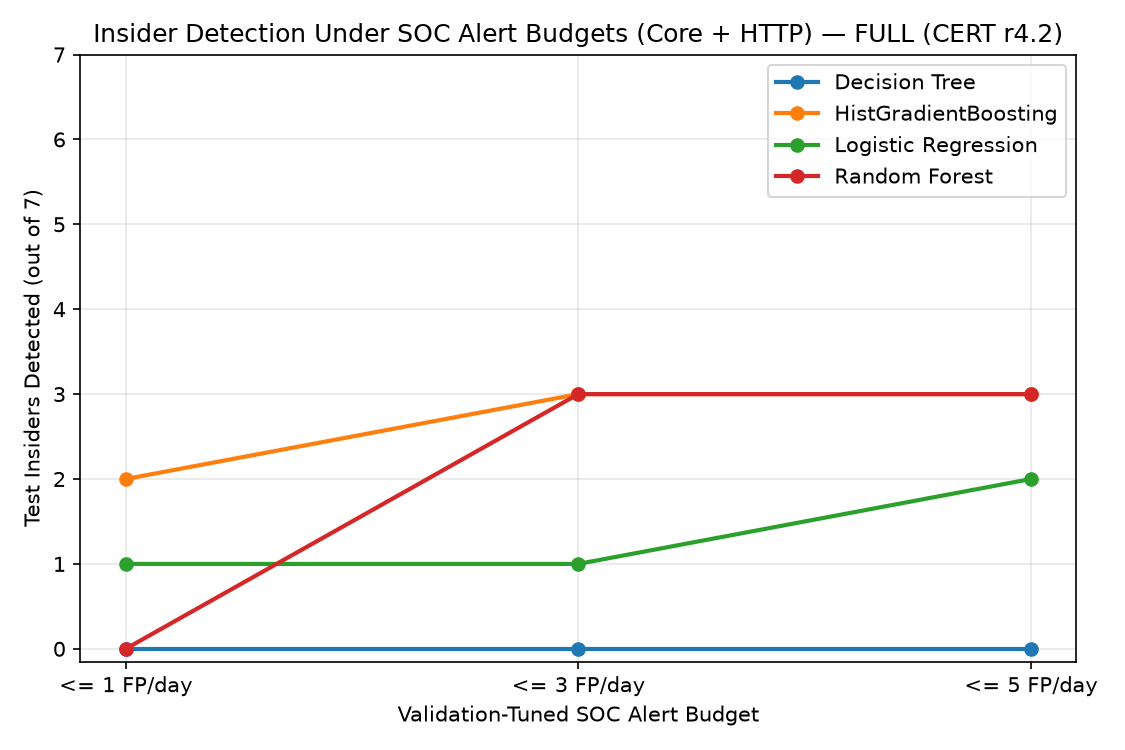 Insider Detection Under SOC Alert Budgets (Core + HTTP) — FULL (CERT r4.2)
Decision Tree
HistGradientBoosting
Logistic Regression
Random Forest
Test Insiders Detected (out of 7)
7
6
5
4
3
2
1
0
<= 1 FP/day
<= 3 FP/day
<= 5 FP/day
Validation-Tuned SOC Alert Budget